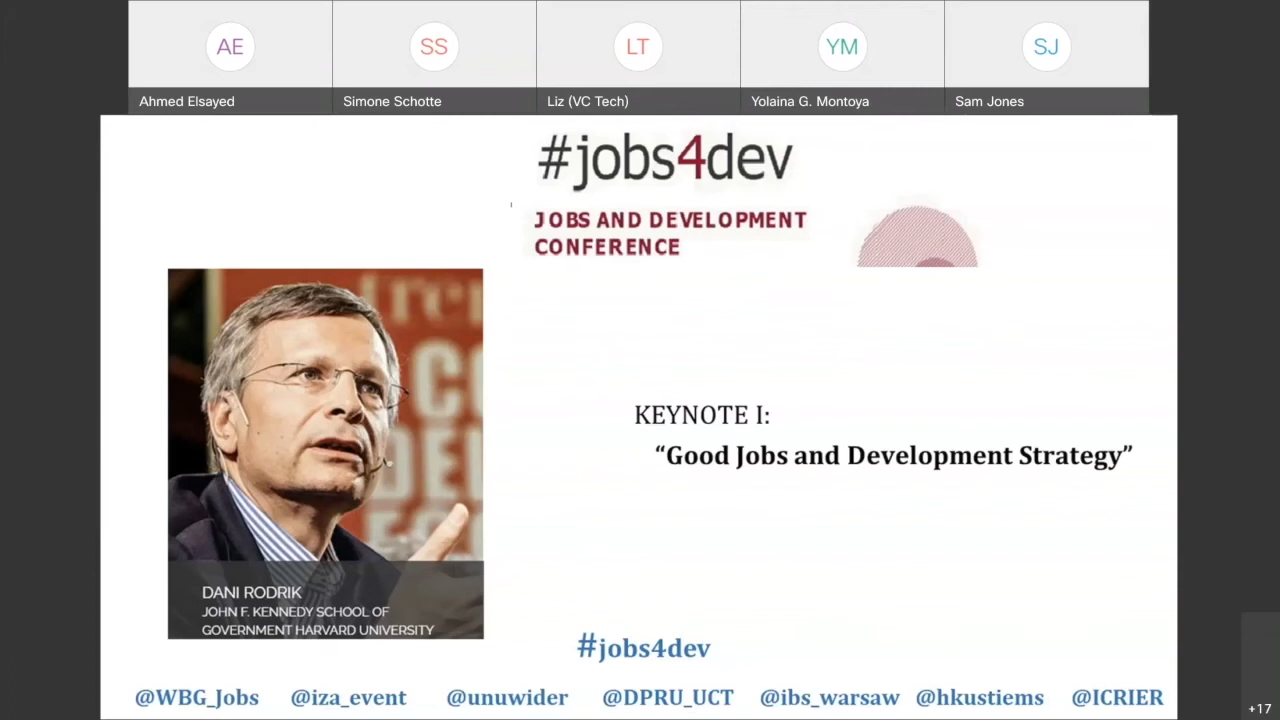 AE
SS
LT
YM
SJ
Ahmed Elsayed
Simone Schotte
Liz (VC Tech)
Yolaina G. Montoya
Sam Jones
#jobs4dev
JOBS AND DEVELOPMENT
CONFERENCE
KEYNOTE I:
“Good Jobs and Development Strategy”
DANI RODRIK
JOHN F. KENNEDY SCHOOL OF
GOVERNMENT HARVARD UNIVERSITY
#jobs4dev
@WBG_Jobs @iza_event @unuwider @DPRU_UCT @ibs_warsaw @hkustiems @ICRIER
+17